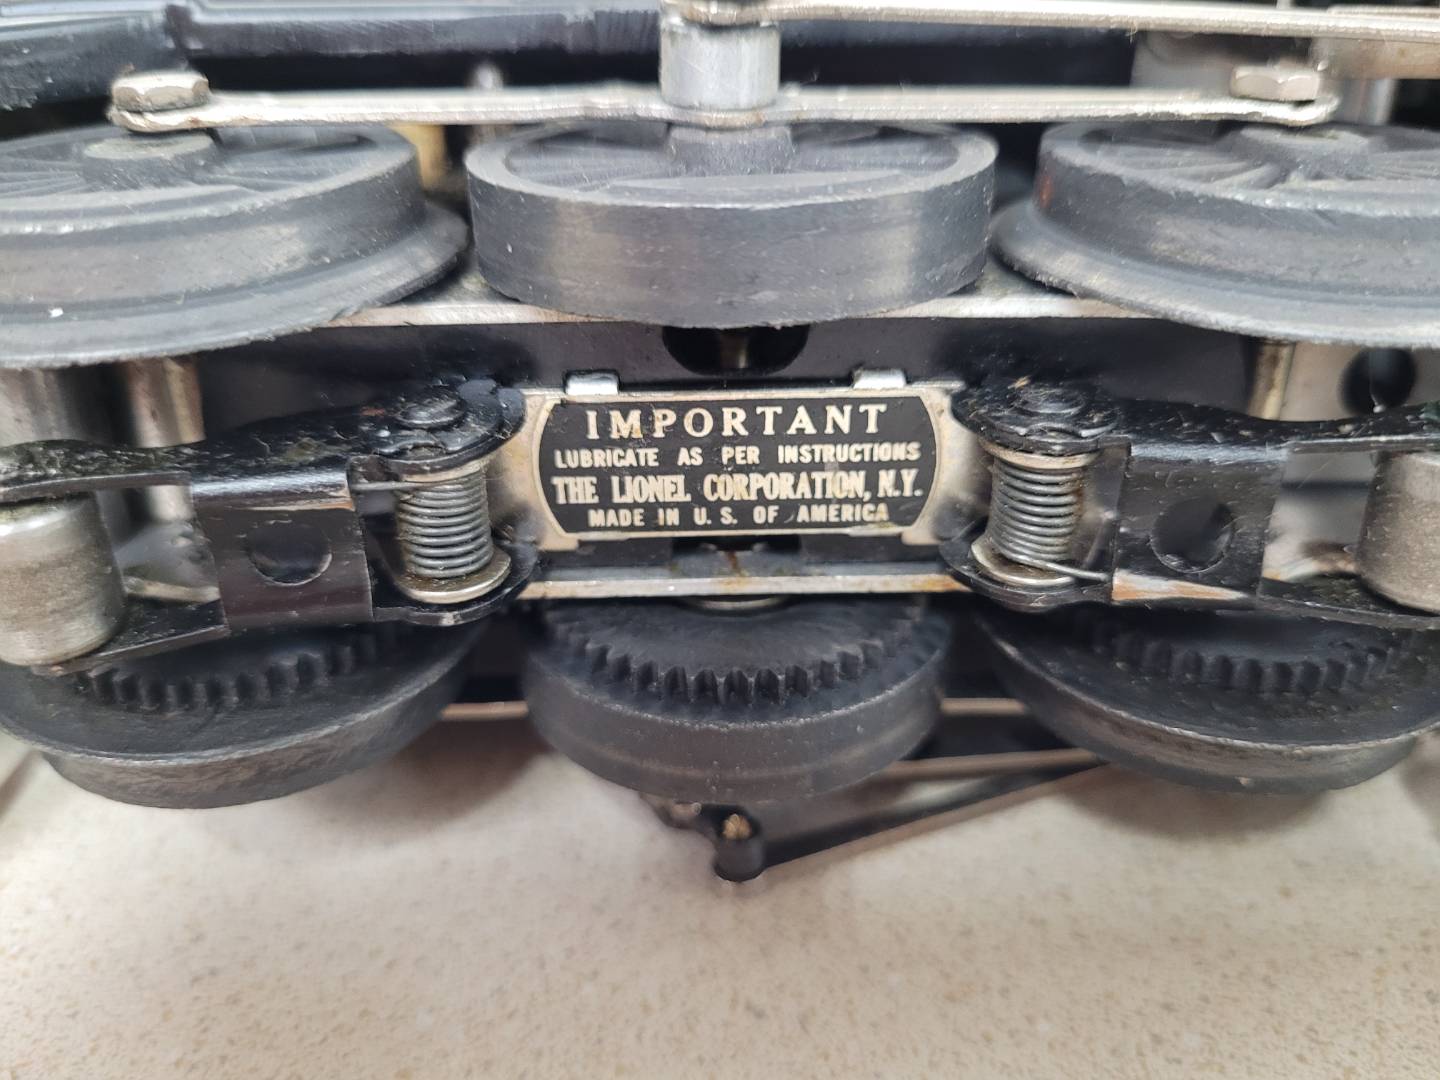 IMPORTANT
LUBRICATE AS PER INSTRUCTIONS
THE LIONEL CORPORATION, N.Y.
MADE IN U. S. OF AMERICA